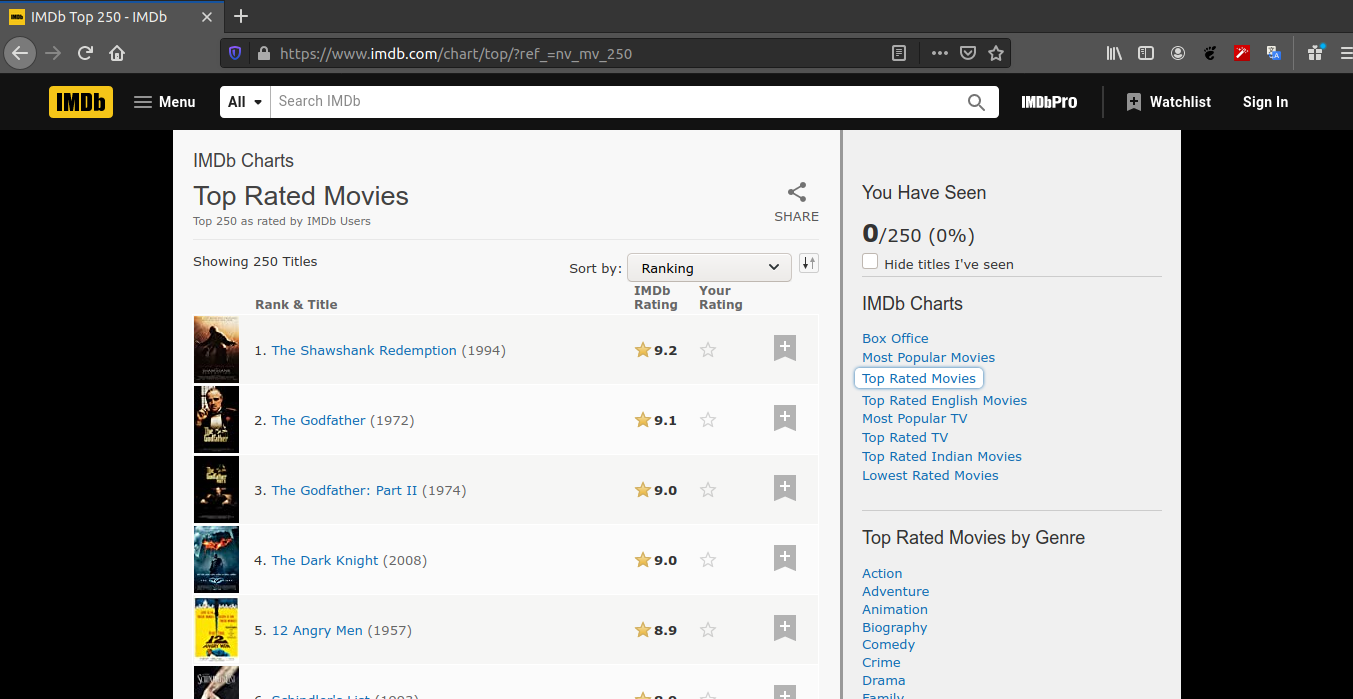 IMDb Top 250 - IMDb
https://www.imdb.com/chart/top/?ref_=nv_mv_250
IMDb
Menu
All
Search IMDb
IMDbPro
Watchlist
Sign In
IMDb Charts
Top Rated Movies
Top 250 as rated by IMDb Users
SHARE
Showing 250 Titles
Sort by: Ranking
Rank & Title
IMDb Rating
Your Rating
1. The Shawshank Redemption (1994)
9.2
2. The Godfather (1972)
9.1
3. The Godfather: Part II (1974)
9.0
4. The Dark Knight (2008)
9.0
5. 12 Angry Men (1957)
8.9
6. Schindler's List (1993)
8.9
You Have Seen
0/250 (0%)
Hide titles I've seen
IMDb Charts
Box Office
Most Popular Movies
Top Rated Movies
Top Rated English Movies
Most Popular TV
Top Rated TV
Top Rated Indian Movies
Lowest Rated Movies
Top Rated Movies by Genre
Action
Adventure
Animation
Biography
Comedy
Crime
Drama
Family